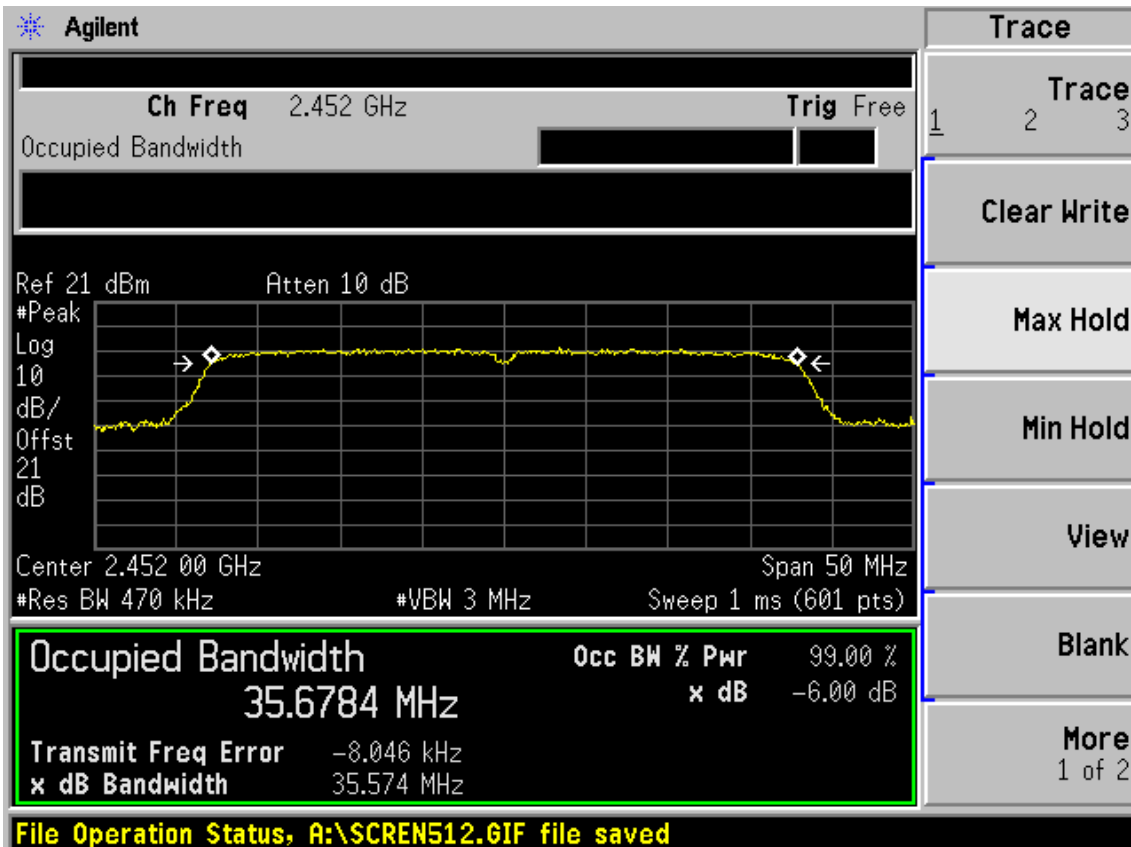 Agilent
Trace
Ch Freq 2.452 GHz Trig Free
Occupied Bandwidth
Trace
1 2 3
Clear Write
Max Hold
Min Hold
View
Blank
More
1 of 2
Ref 21 dBm Atten 10 dB
#Peak
Log
10
dB/
Offst
21
dB
Center 2.452 00 GHz Span 50 MHz
#Res BW 470 kHz #VBW 3 MHz Sweep 1 ms (601 pts)
Occupied Bandwidth Occ BW % Pwr 99.00 %
35.6784 MHz x dB -6.00 dB
Transmit Freq Error -8.046 kHz
x dB Bandwidth 35.574 MHz
File Operation Status, A:\SCREN512.GIF file saved